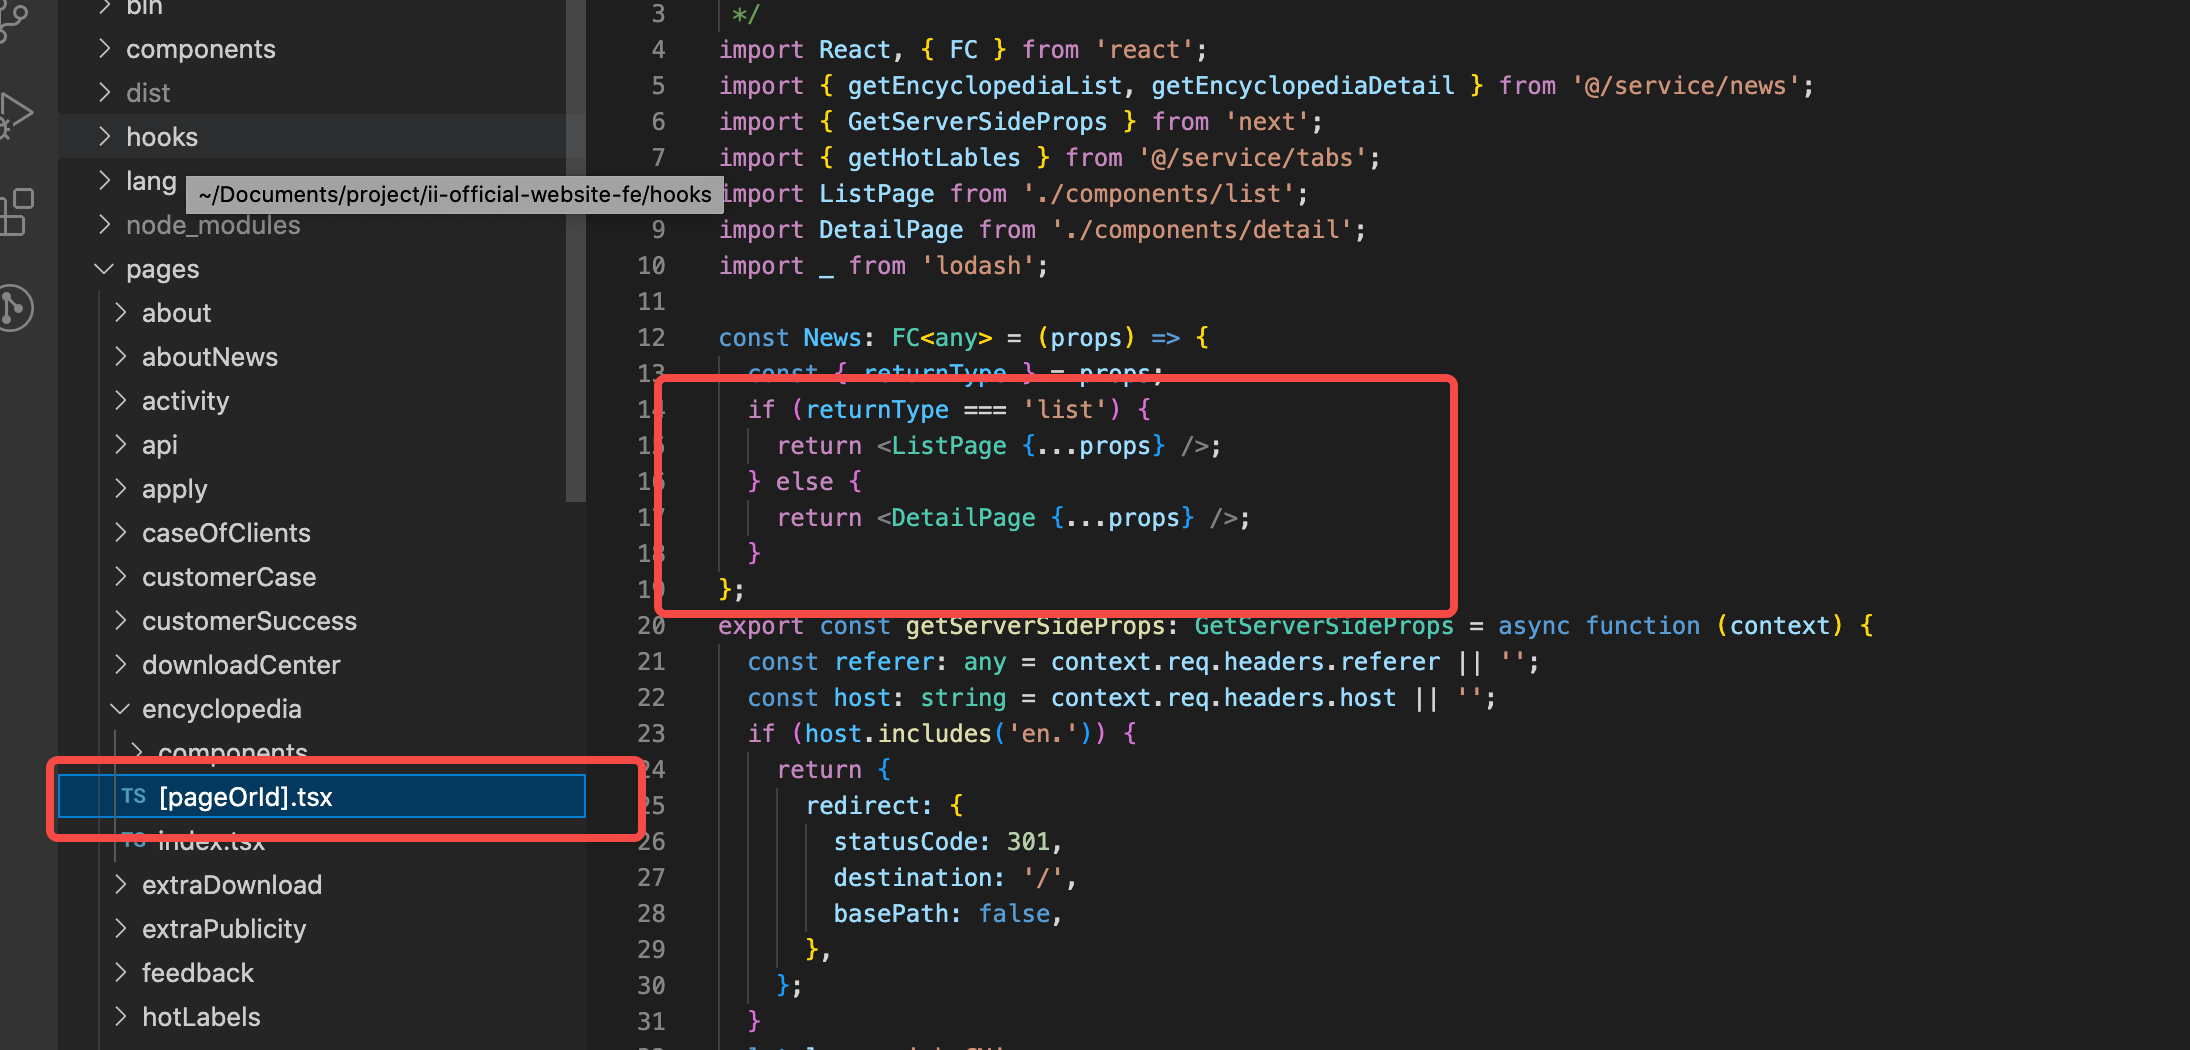 bin
components
dist
hooks
lang
~/Documents/project/ii-official-website-fe/hooks
node_modules
pages
about
aboutNews
activity
api
apply
caseOfClients
customerCase
customerSuccess
downloadCenter
encyclopedia
components
TS [pageOrId].tsx
TS index.tsx
extraDownload
extraPublicity
feedback
hotLabels
3 */
4 import React, { FC } from 'react';
5 import { getEncyclopediaList, getEncyclopediaDetail } from '@/service/news';
6 import { GetServerSideProps } from 'next';
7 import { getHotLables } from '@/service/tabs';
import ListPage from './components/list';
9 import DetailPage from './components/detail';
10 import _ from 'lodash';
11
12 const News: FC<any> = (props) => {
13 const { returnType } = props;
14 if (returnType === 'list') {
15 return <ListPage {...props} />;
16 } else {
17 return <DetailPage {...props} />;
18 }
19 };
20 export const getServerSideProps: GetServerSideProps = async function (context) {
21 const referer: any = context.req.headers.referer || '';
22 const host: string = context.req.headers.host || '';
23 if (host.includes('en.')) {
24 return {
25 redirect: {
26 statusCode: 301,
27 destination: '/',
28 basePath: false,
29 },
30 };
31 }